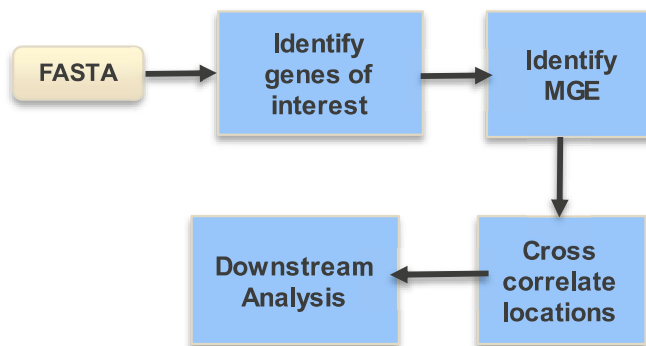 FASTA
Identify
genes of
interest
Identify
MGE
Cross
correlate
locations
Downstream
Analysis